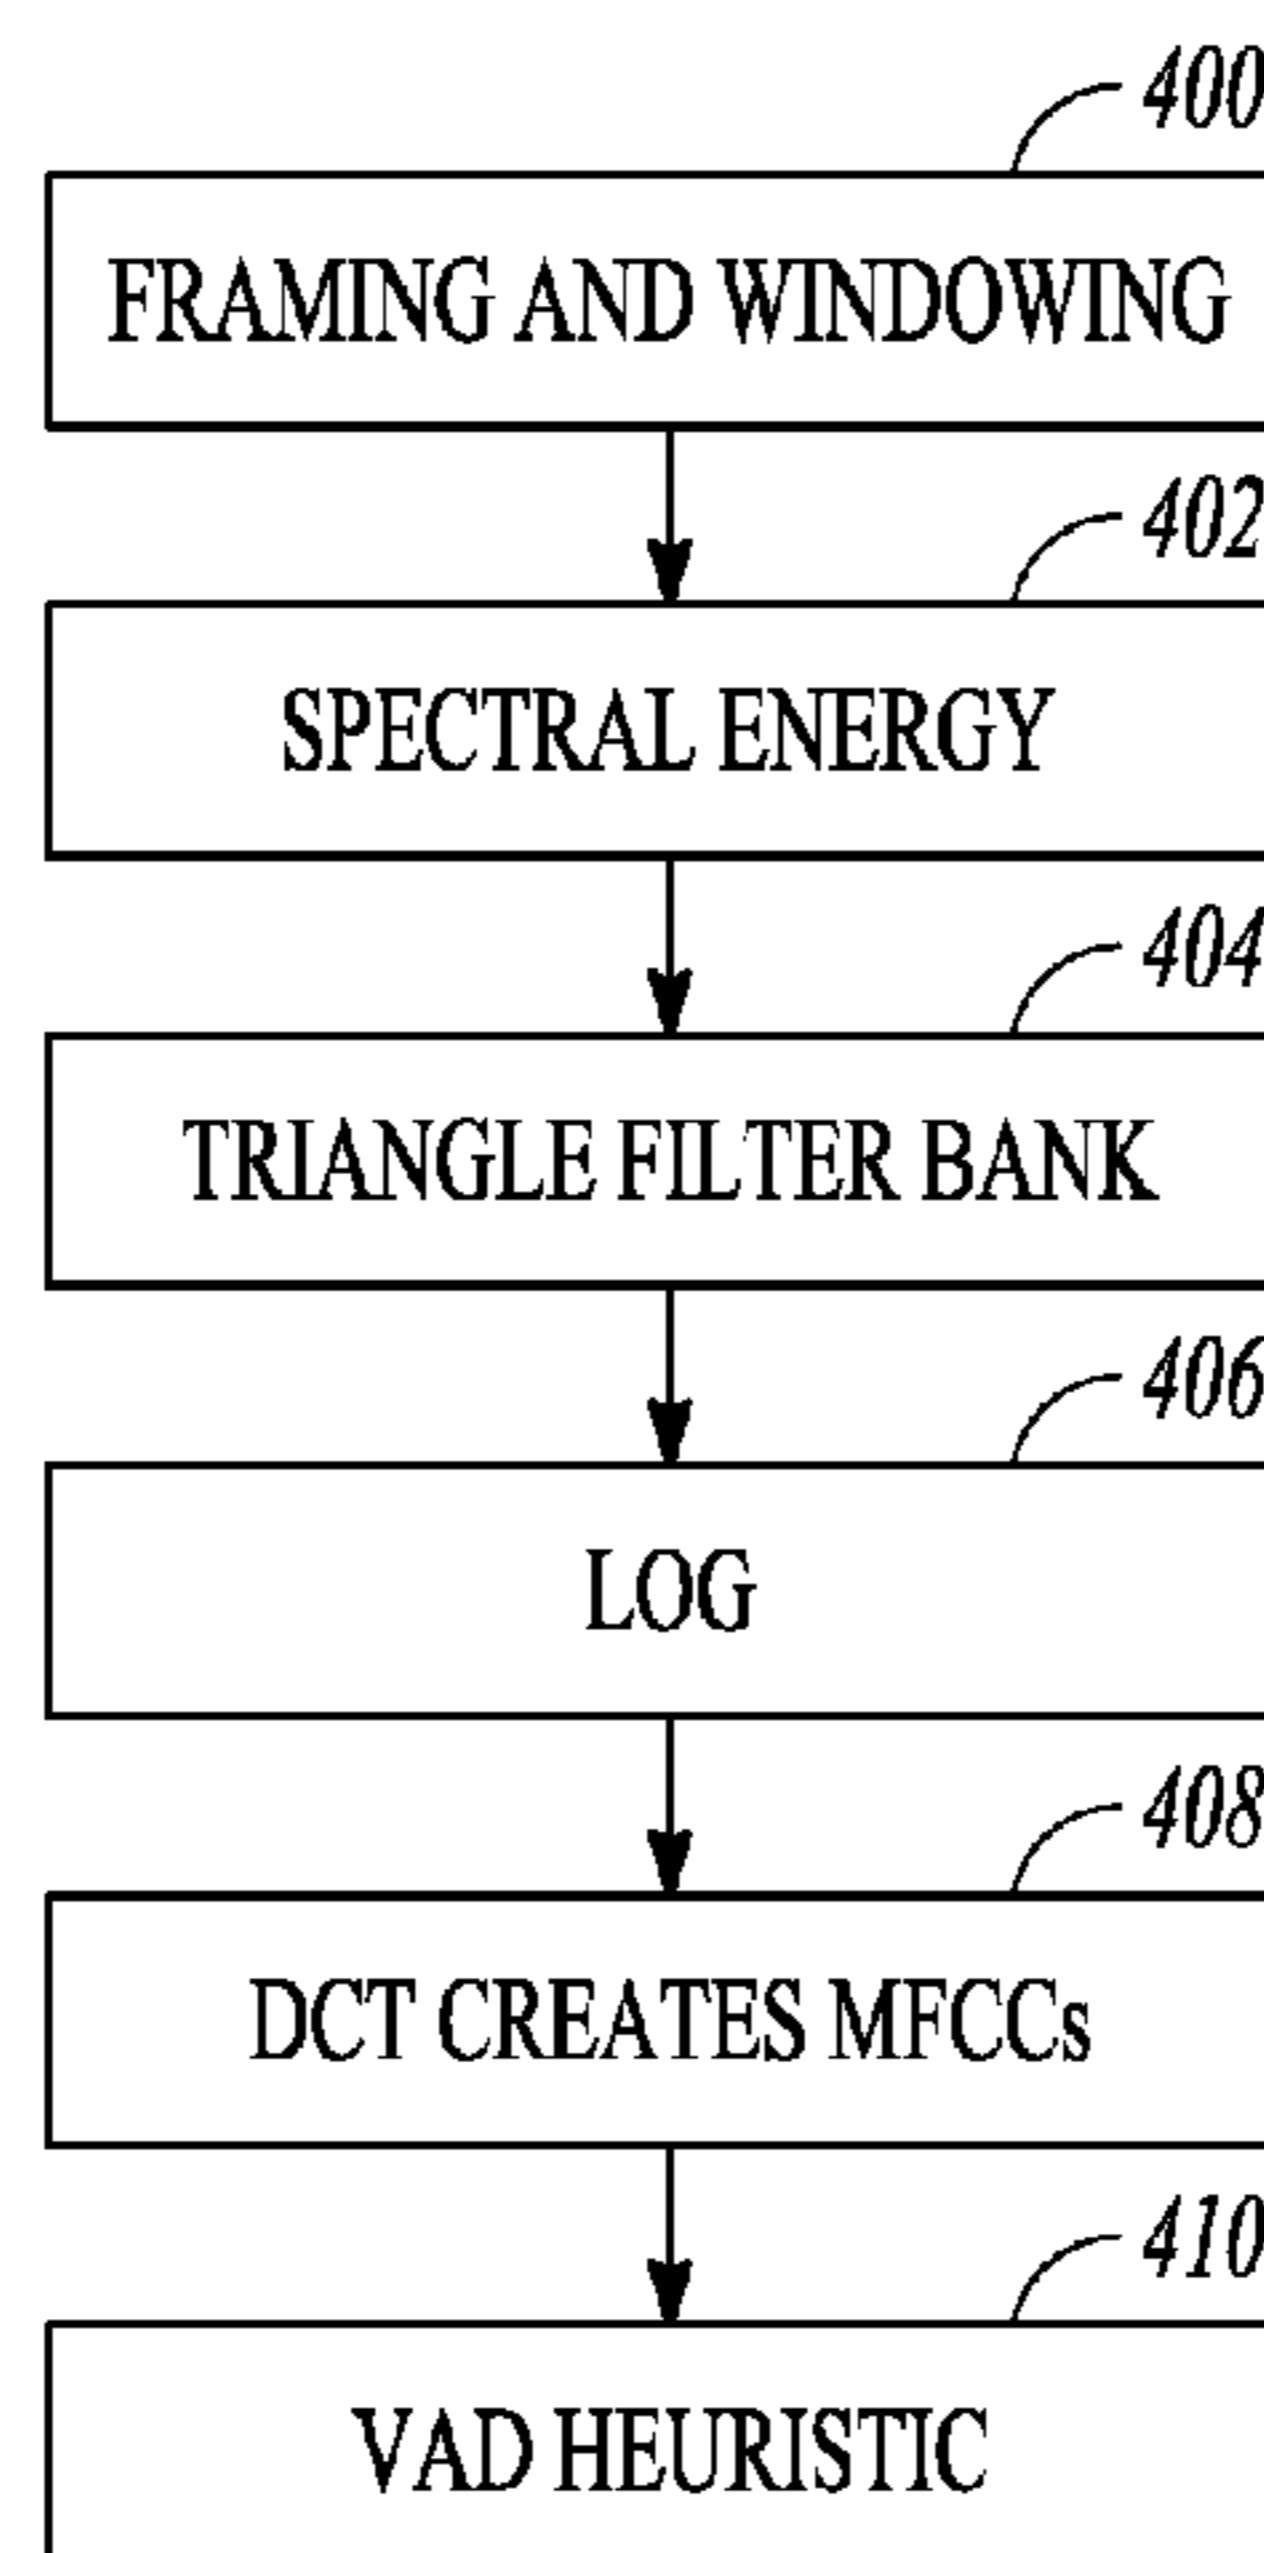 400
FRAMING AND WINDOWING
402
SPECTRAL ENERGY
404
TRIANGLE FILTER BANK
406
LOG
408
DCT CREATES MFCCs
410
VAD HEURISTIC